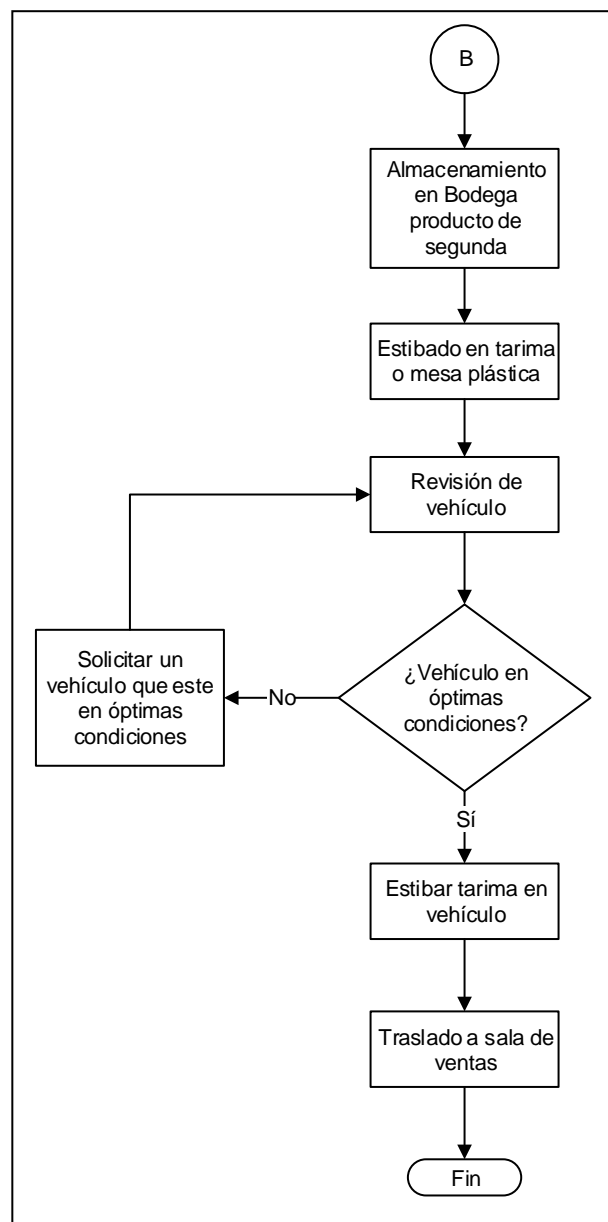 B
Almacenamiento
en Bodega
producto de
segunda
Estibado en tarima
o mesa plástica
Revisión de
vehículo
Solicitar un
vehículo que este
en óptimas
condiciones
No
¿Vehículo en
óptimas
condiciones?
Sí
Estibar tarima en
vehículo
Traslado a sala de
ventas
Fin